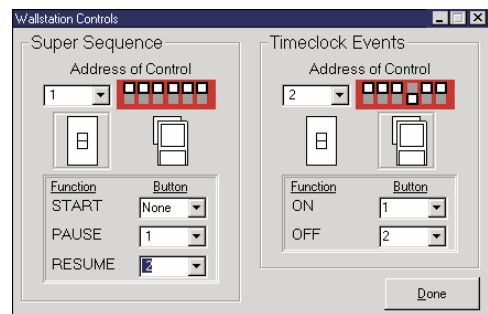 Wallstation Controls
Super Sequence
Address of Control
1
Function Button
START None
PAUSE 1
RESUME 2
Timeclock Events
Address of Control
2
Function Button
ON 1
OFF 2
Done